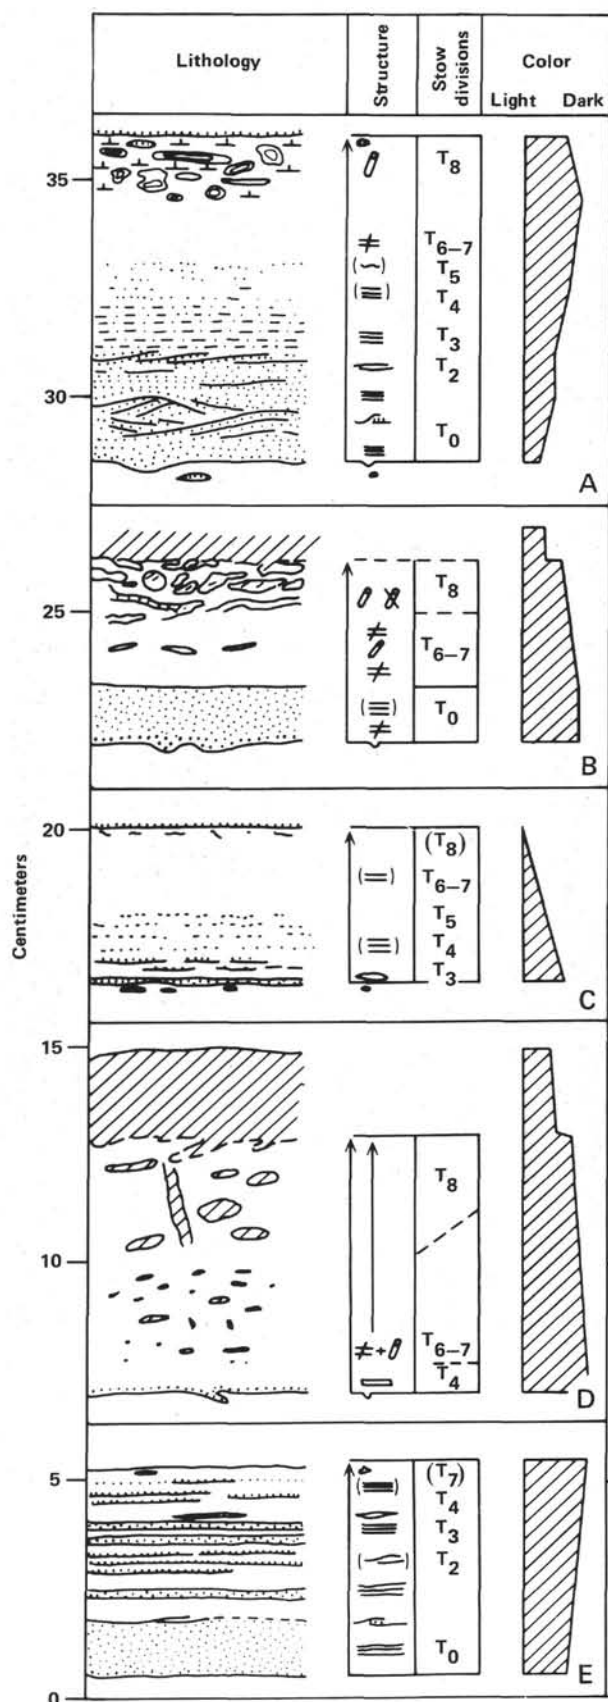 Lithology
Structure
Stow divisions
Color
Light Dark
Centimeters
35
30
T8
T6–7
T5
T4
T3
T2
T0
A
25
T8
T6–7
T0
B
20
(T8)
T6–7
T5
T4
T3
C
15
10
T8
T6–7
T4
D
5
0
(T7)
T4
T3
T2
T0
E